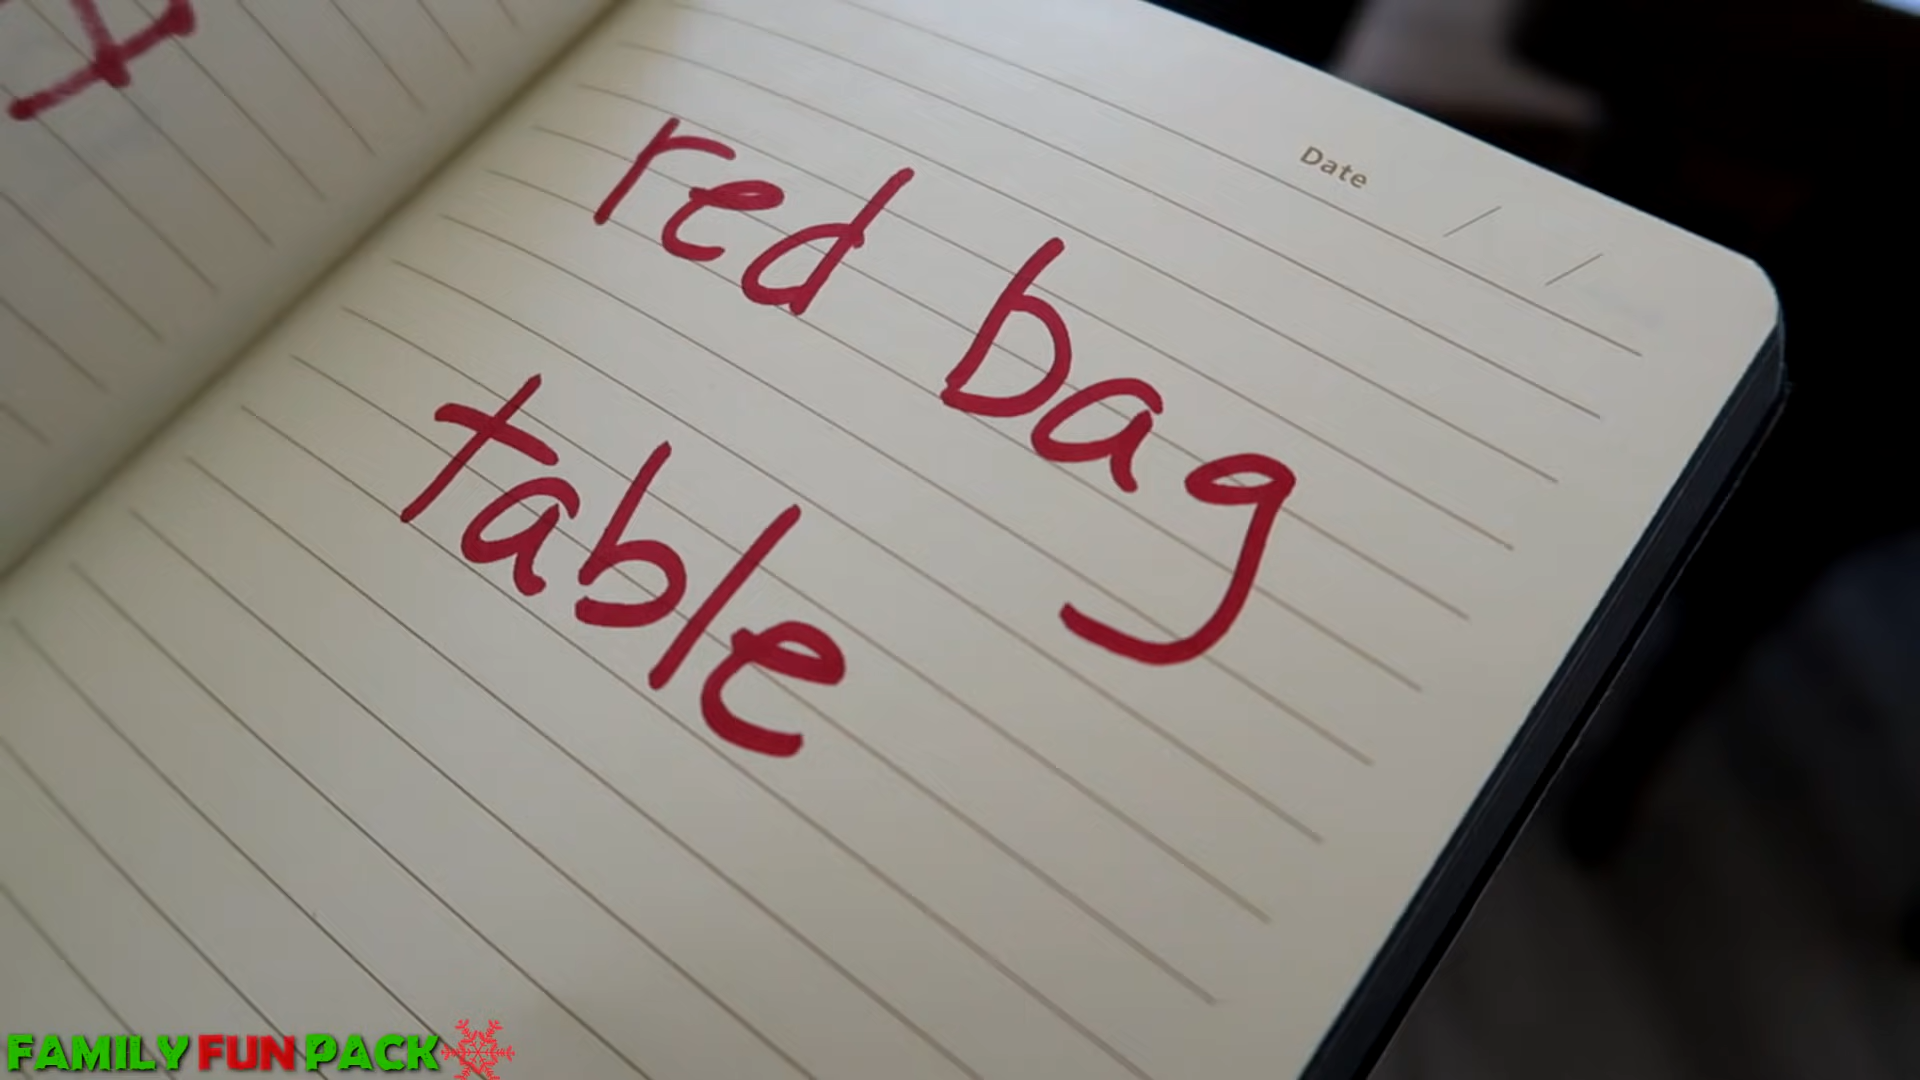 Date / /
red bag
table
FAMILY FUN PACK